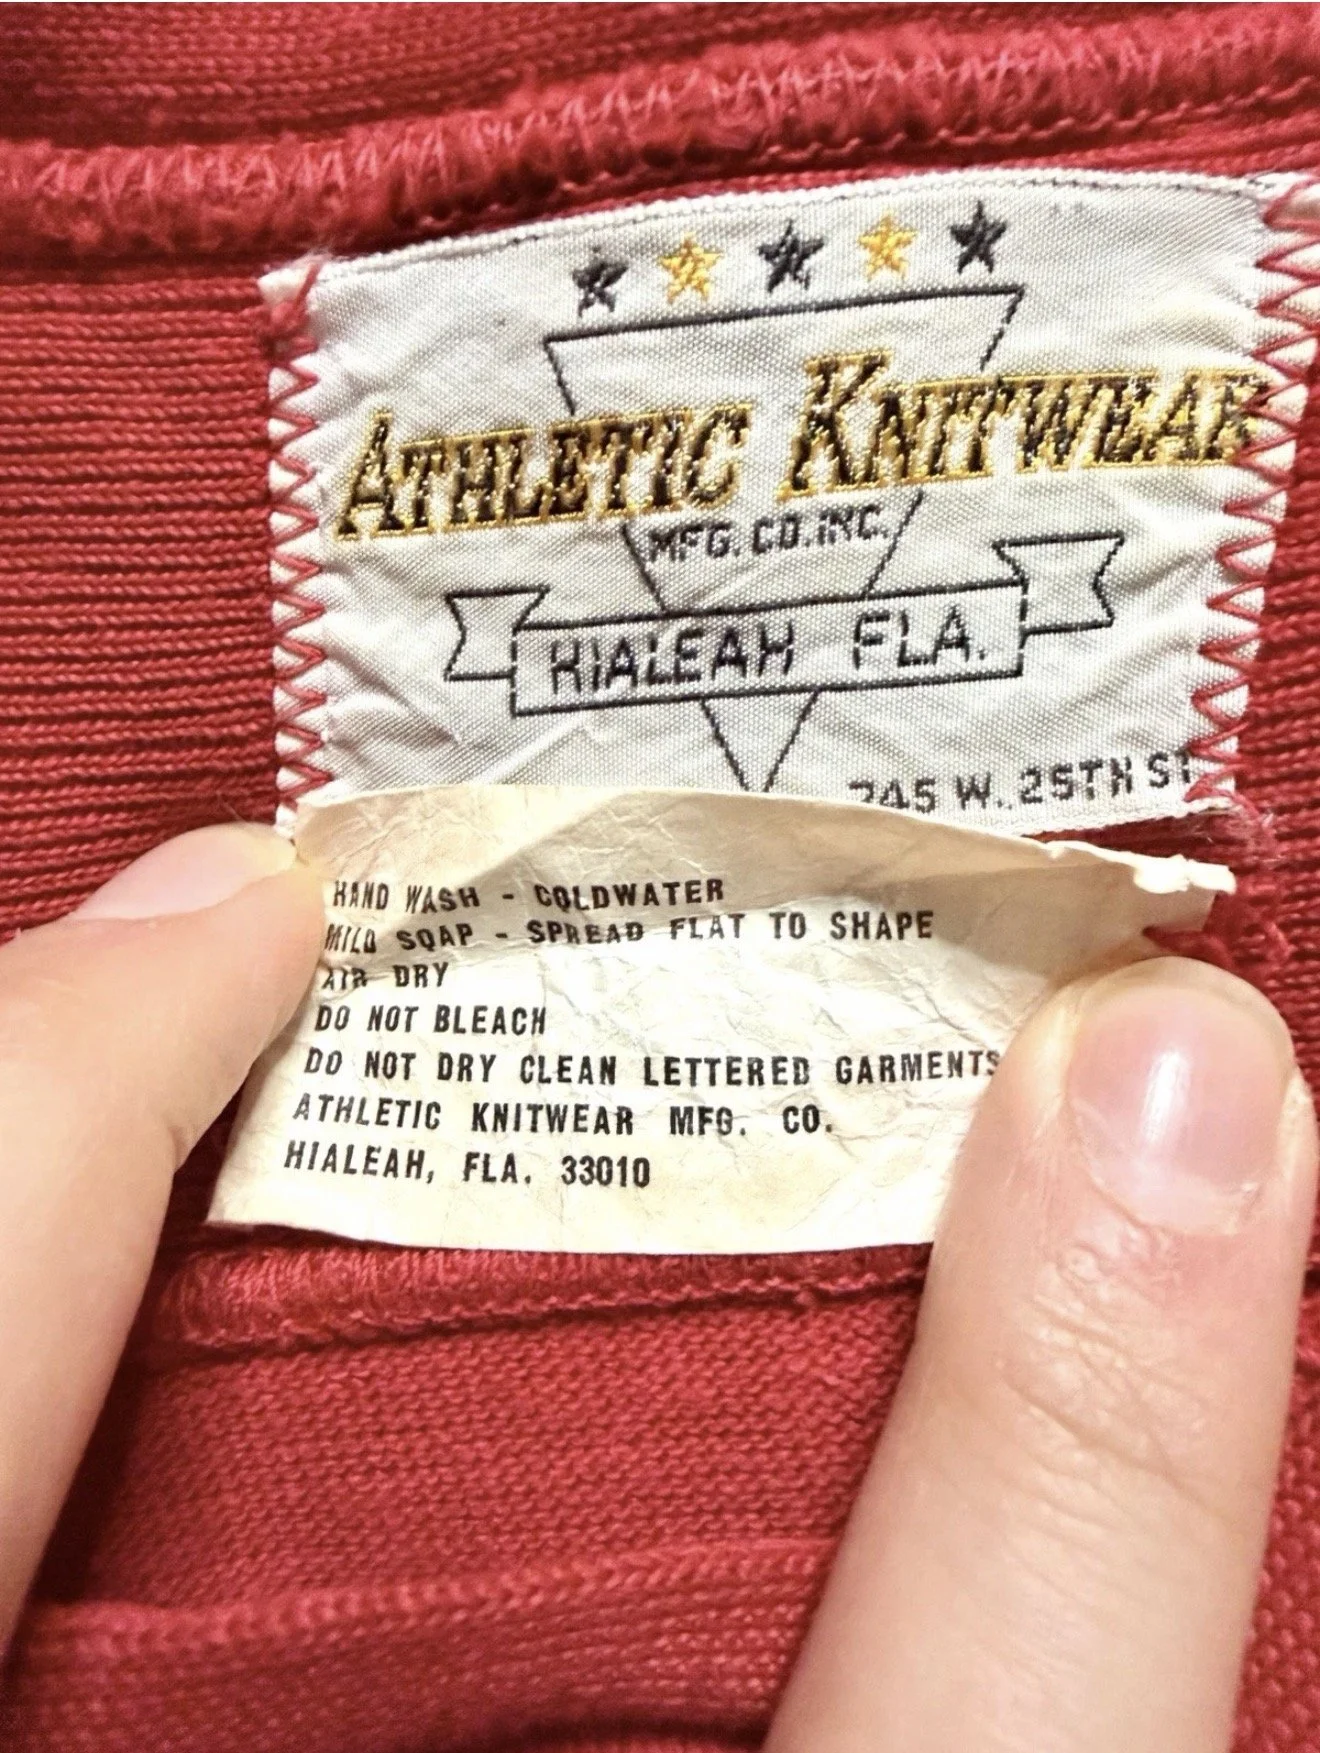 ATHLETIC KNITWEAR
MFG. CO. INC.
HIALEAH FLA.
745 W. 25TH ST
HAND WASH - COLDWATER
MILD SOAP - SPREAD FLAT TO SHAPE
AIR DRY
DO NOT BLEACH
DO NOT DRY CLEAN LETTERED GARMENTS
ATHLETIC KNITWEAR MFG. CO.
HIALEAH, FLA. 33010